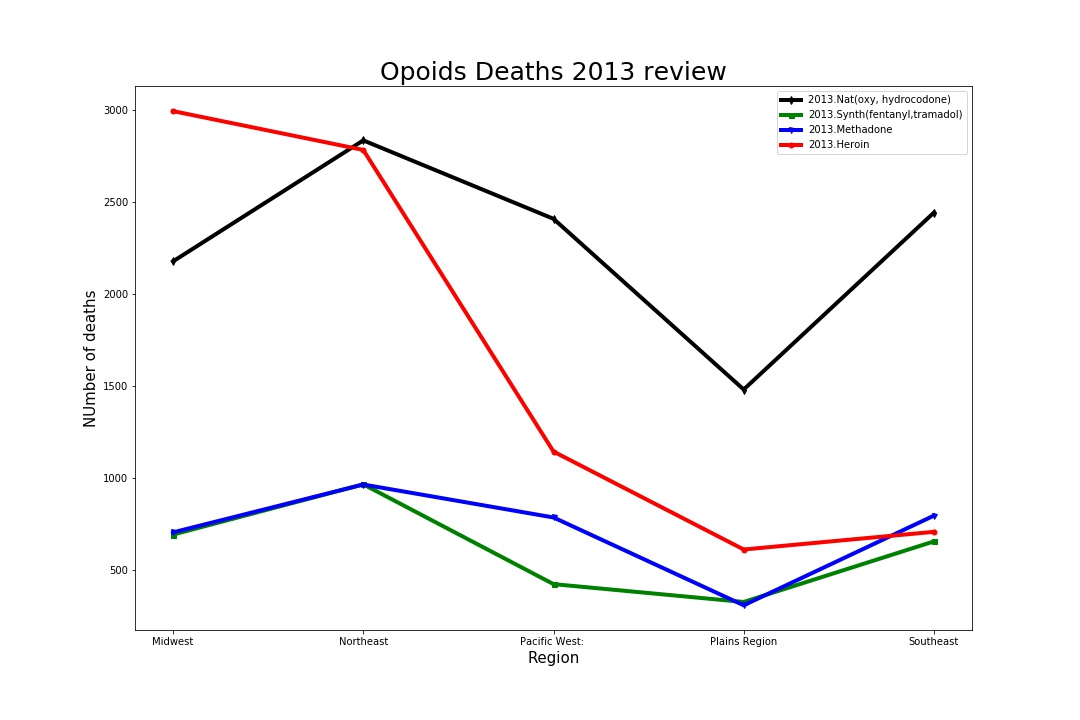 Opoids Deaths 2013 review
2013.Nat(oxy, hydrocodone)
2013.Synth(fentanyl,tramadol)
2013.Methadone
2013.Heroin
3000
2500
2000
1500
1000
500
NUmber of deaths
Midwest
Northeast
Pacific West:
Plains Region
Southeast
Region